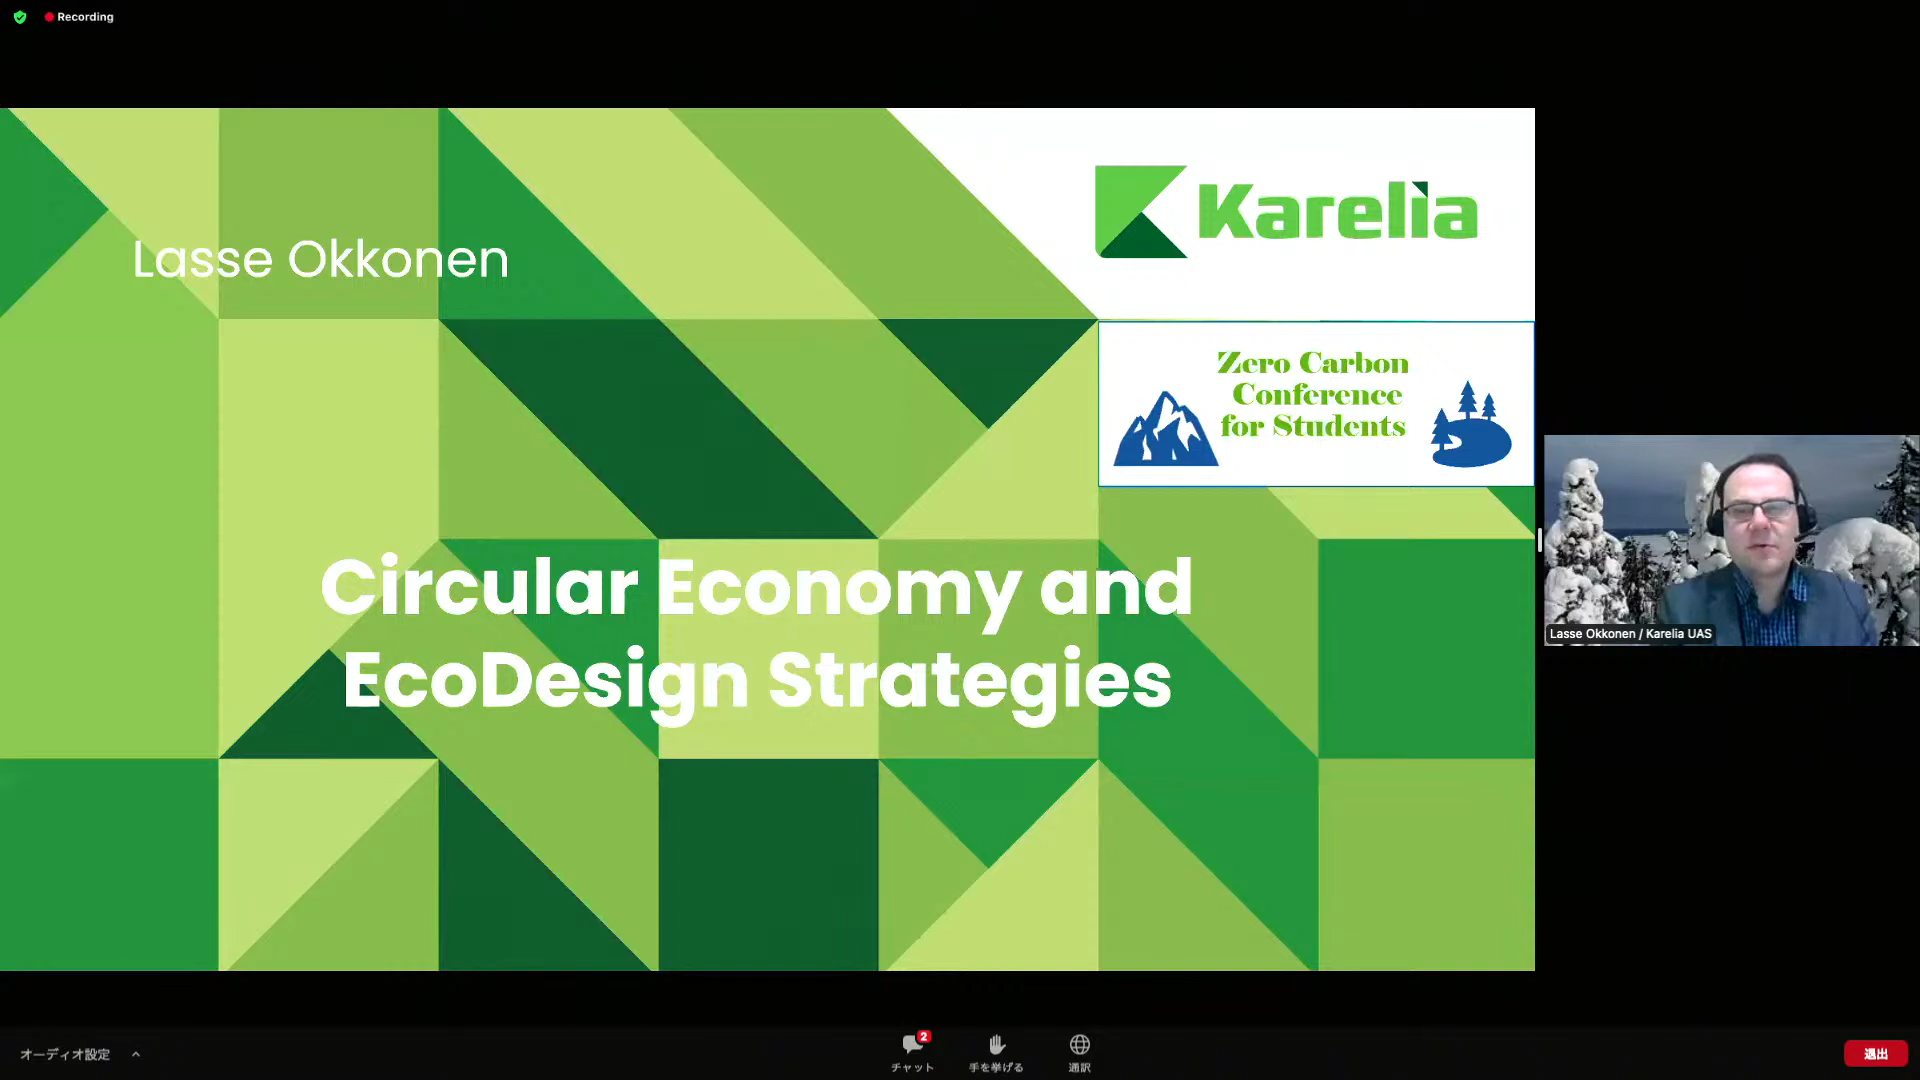 Recording
Lasse Okkonen
Karelia
Zero Carbon
Conference
for Students
Circular Economy and
EcoDesign Strategies
Lasse Okkonen / Karelia UAS
オーディオ設定
2
チャット
手を挙げる
通訳
退出